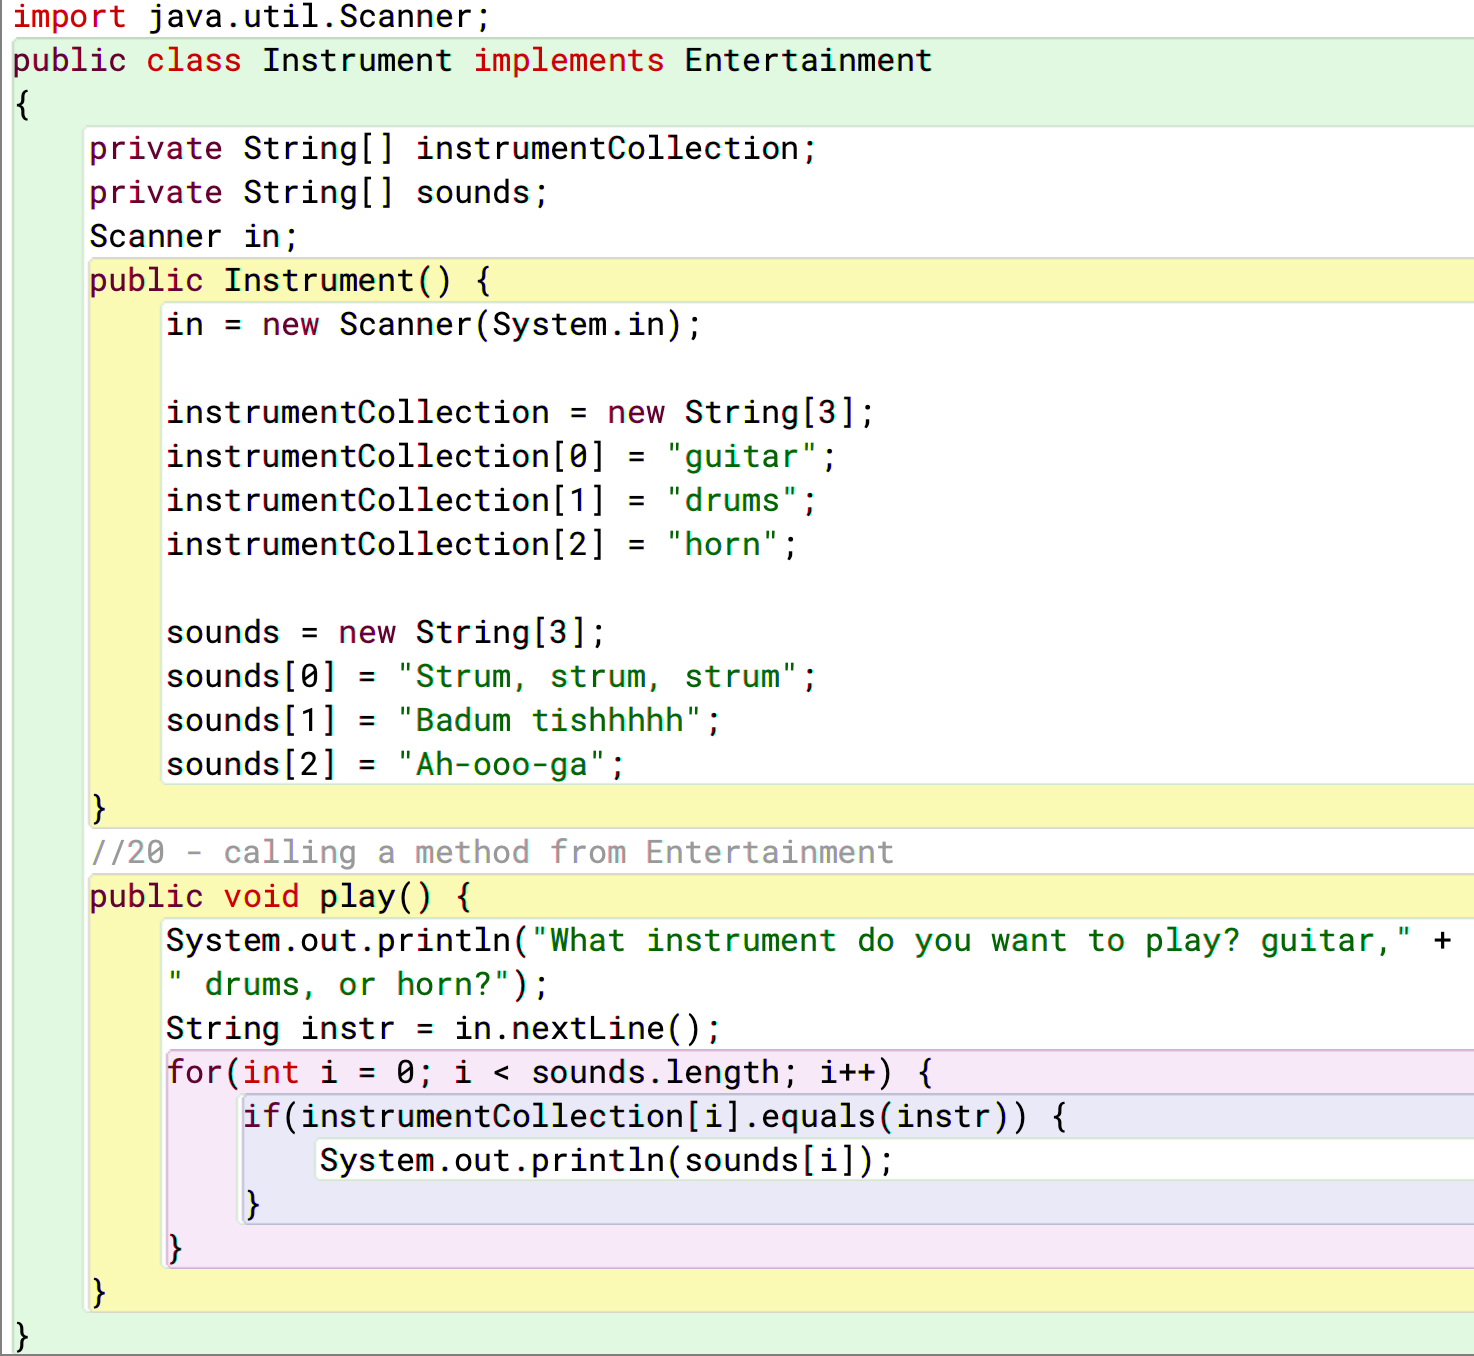 import java.util.Scanner;
public class Instrument implements Entertainment
{
    private String[] instrumentCollection;
    private String[] sounds;
    Scanner in;
    public Instrument() {
        in = new Scanner(System.in);

        instrumentCollection = new String[3];
        instrumentCollection[0] = "guitar";
        instrumentCollection[1] = "drums";
        instrumentCollection[2] = "horn";

        sounds = new String[3];
        sounds[0] = "Strum, strum, strum";
        sounds[1] = "Badum tishhhhh";
        sounds[2] = "Ah-ooo-ga";
    }
    //20 - calling a method from Entertainment
    public void play() {
        System.out.println("What instrument do you want to play? guitar," +
        " drums, or horn?");
        String instr = in.nextLine();
        for(int i = 0; i < sounds.length; i++) {
            if(instrumentCollection[i].equals(instr)) {
                System.out.println(sounds[i]);
            }
        }
    }
}